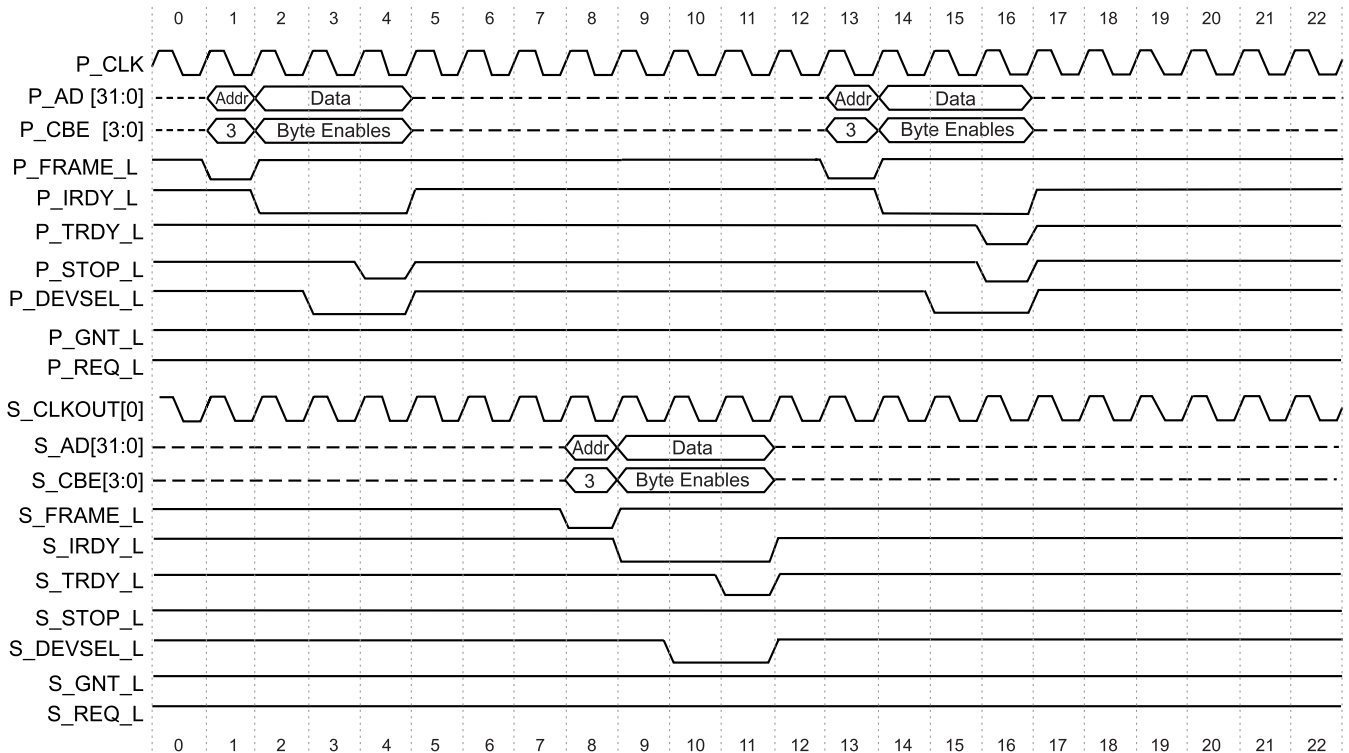 0 1 2 3 4 5 6 7 8 9 10 11 12 13 14 15 16 17 18 19 20 21 22
P_CLK
P_AD [31:0] Addr Data Addr Data
P_CBE [3:0] 3 Byte Enables 3 Byte Enables
P_FRAME_L
P_IRDY_L
P_TRDY_L
P_STOP_L
P_DEVSEL_L
P_GNT_L
P_REQ_L
S_CLKOUT[0]
S_AD[31:0] Addr Data
S_CBE[3:0] 3 Byte Enables
S_FRAME_L
S_IRDY_L
S_TRDY_L
S_STOP_L
S_DEVSEL_L
S_GNT_L
S_REQ_L
0 1 2 3 4 5 6 7 8 9 10 11 12 13 14 15 16 17 18 19 20 21 22